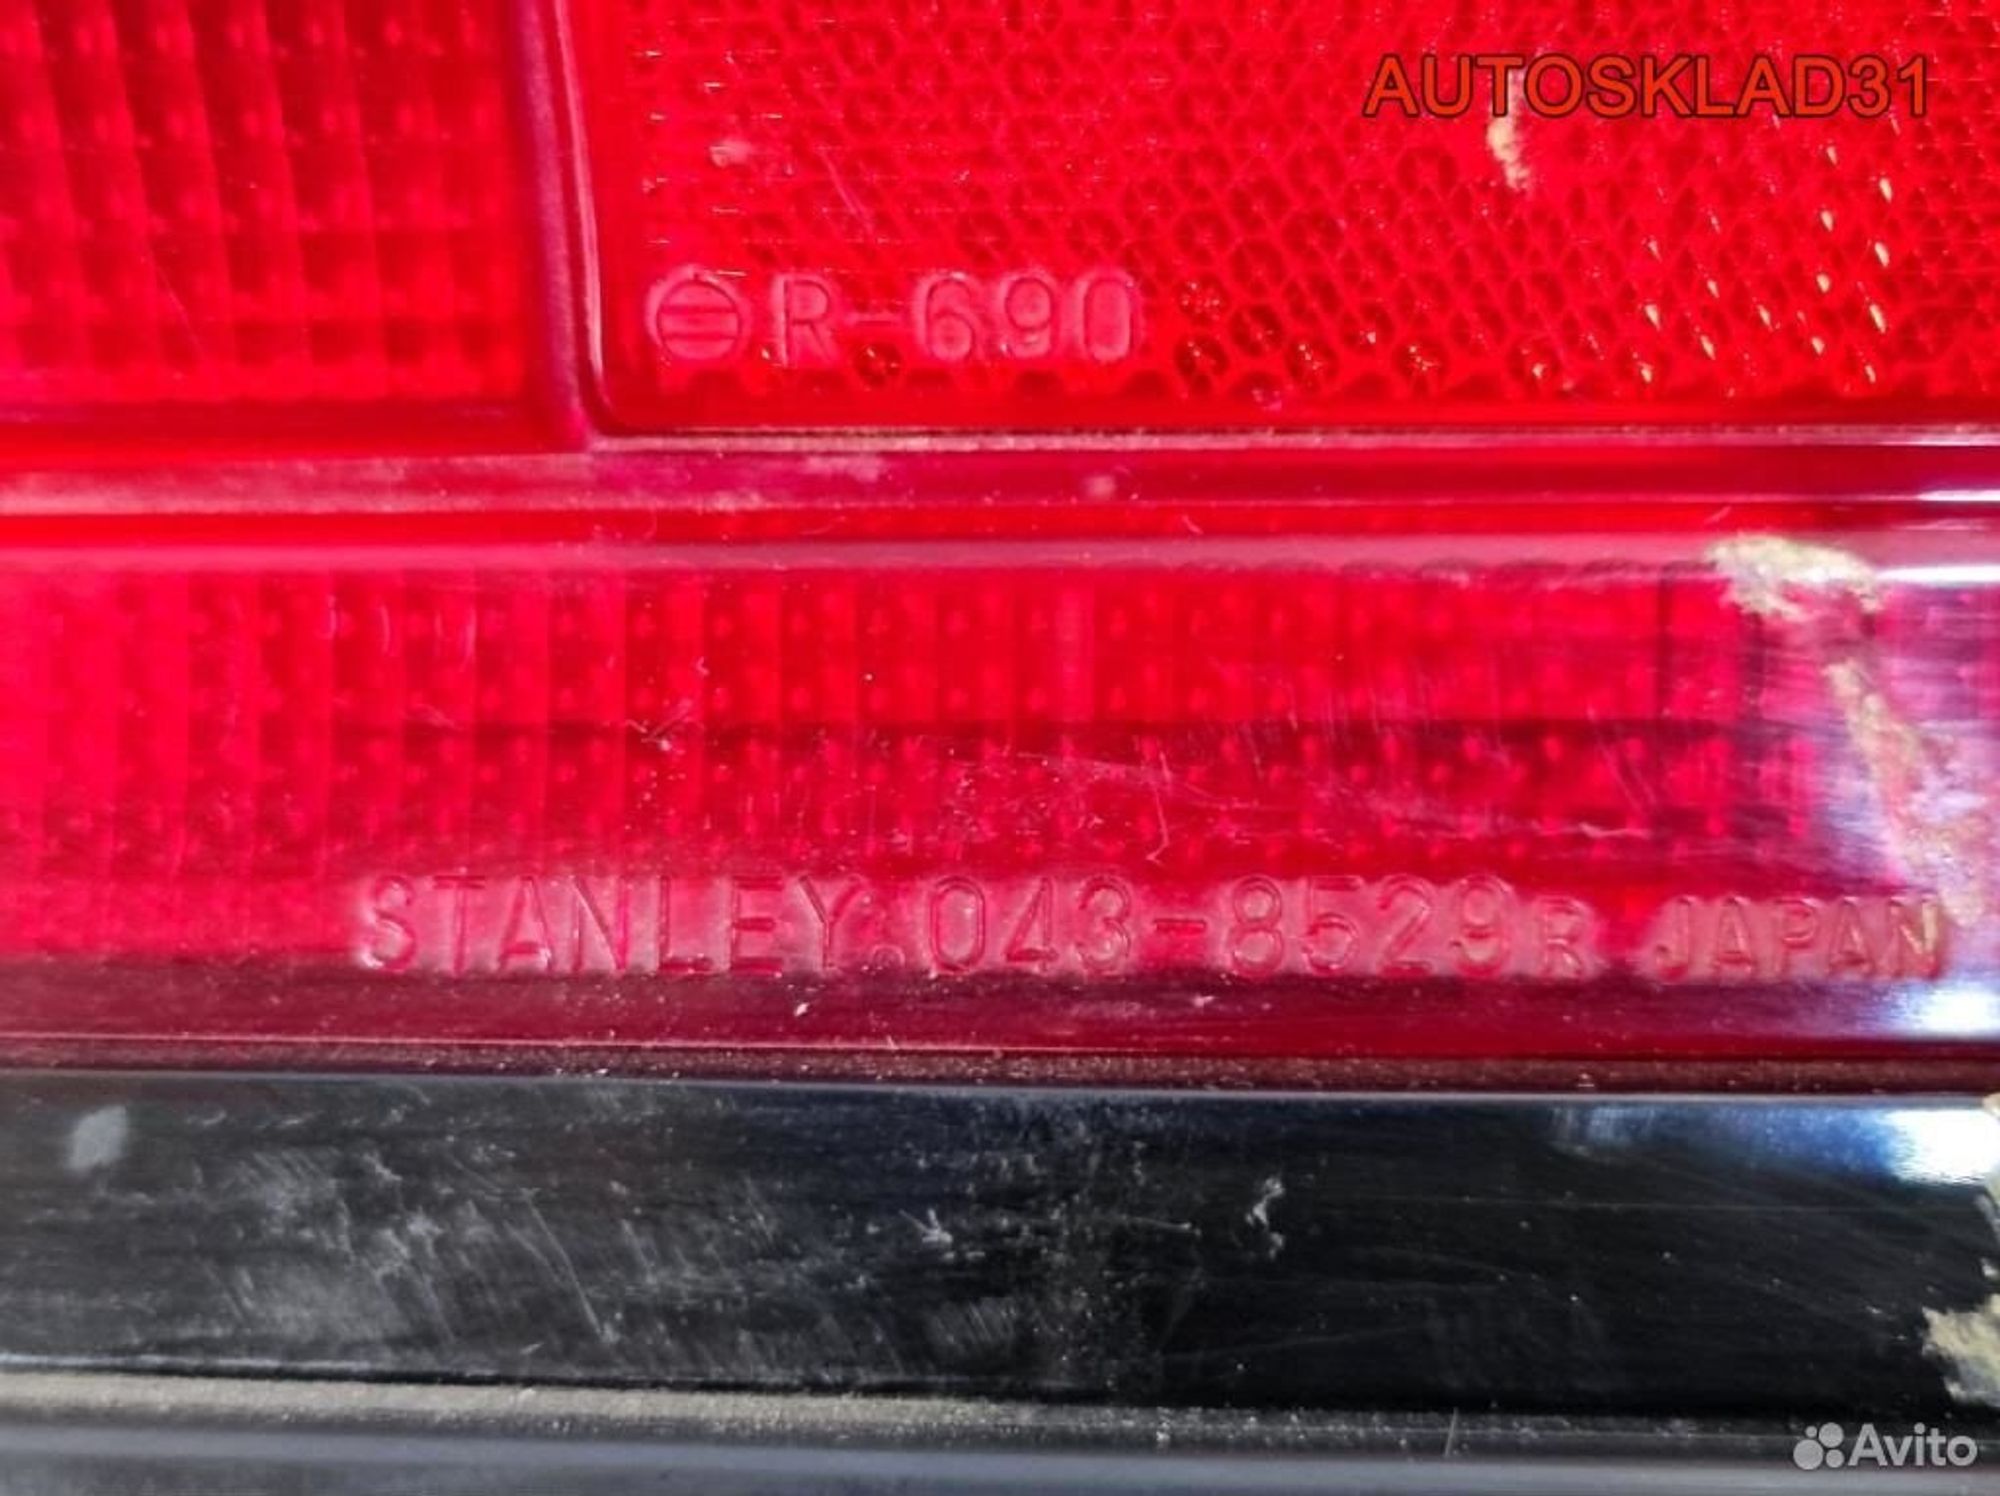 AUTOSKLAD31
R-690
STANLEY. 043-8529R JAPAN
Avito